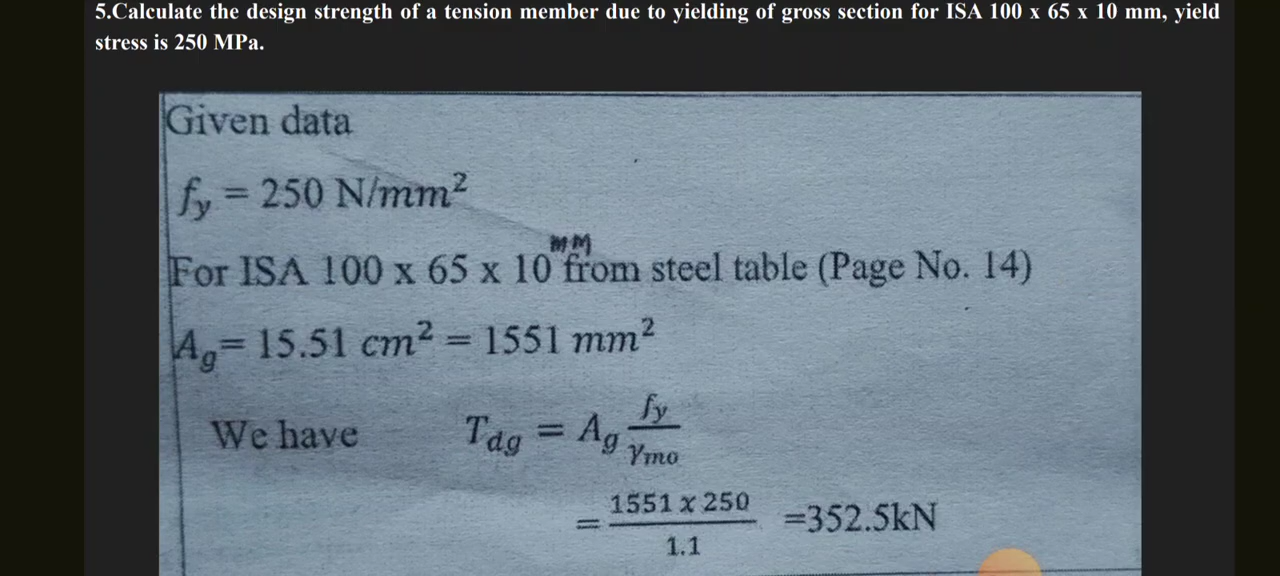 5.Calculate the design strength of a tension member due to yielding of gross section for ISA 100 x 65 x 10 mm, yield
stress is 250 MPa.
Given data
fy = 250 N/mm²
MM
For ISA 100 x 65 x 10 from steel table (Page No. 14)
Ag= 15.51 cm² = 1551 mm²
We have Tdg = Ag fy/γmo
= 1551 x 250/1.1 =352.5kN